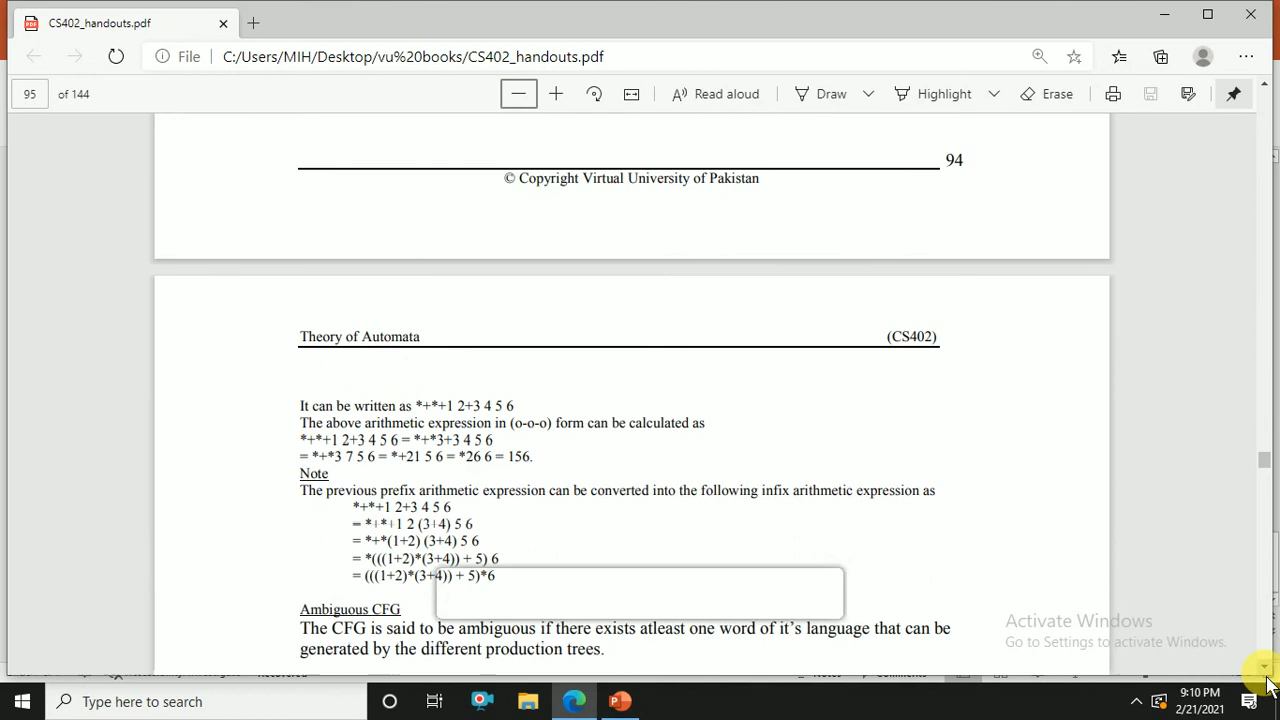 CS402_handouts.pdf
File
C:/Users/MIH/Desktop/vu%20books/CS402_handouts.pdf
95 of 144
Read aloud
Draw
Highlight
Erase
94
© Copyright Virtual University of Pakistan
Theory of Automata (CS402)
It can be written as *+*+1 2+3 4 5 6
The above arithmetic expression in (o-o-o) form can be calculated as
*+*+1 2+3 4 5 6 = *+*3+3 4 5 6
= *+*3 7 5 6 = *+21 5 6 = *26 6 = 156.
Note
The previous prefix arithmetic expression can be converted into the following infix arithmetic expression as
*+*+1 2+3 4 5 6
= *+*+1 2 (3+4) 5 6
= *+*(1+2) (3+4) 5 6
= *(((1+2)*(3+4)) + 5) 6
= (((1+2)*(3+4)) + 5)*6
Ambiguous CFG
The CFG is said to be ambiguous if there exists atleast one word of it's language that can be
generated by the different production trees.
Activate Windows
Go to Settings to activate Windows.
Type here to search
9:10 PM
2/21/2021